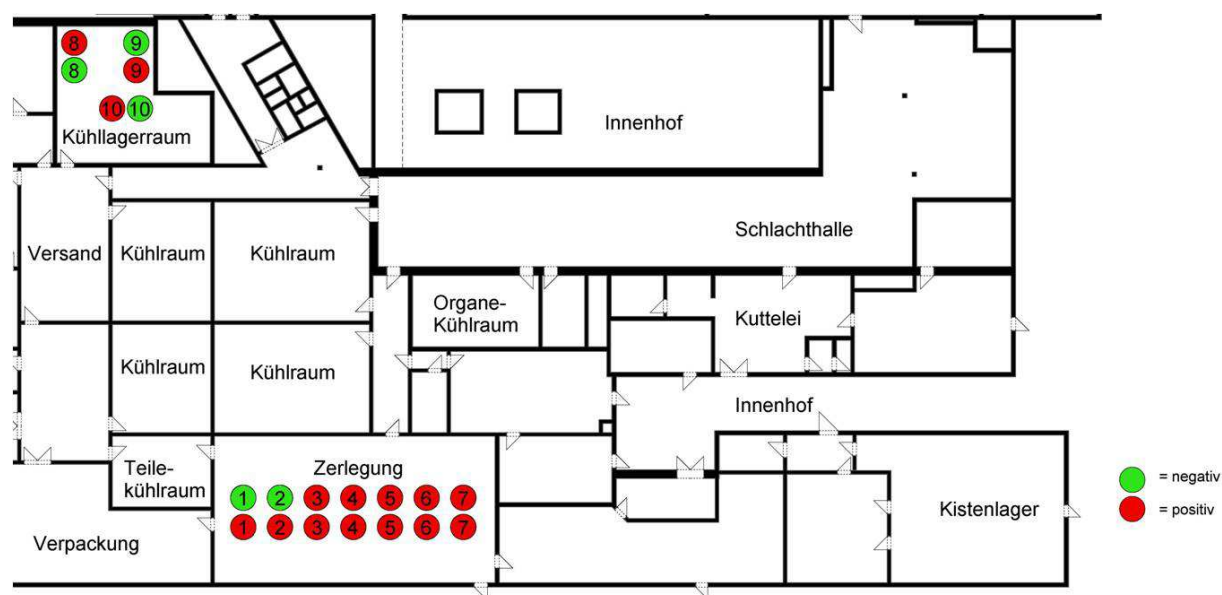 8 9
8 9
10 10
Kühllagerraum
Innenhof
Schlachthalle
Versand
Kühlraum
Kühlraum
Organe-
Kühlraum
Kuttelei
Kühlraum
Kühlraum
Innenhof
Teile-
kühlraum
Zerlegung
1 2 3 4 5 6 7
1 2 3 4 5 6 7
Verpackung
Kistenlager
= negativ
= positiv